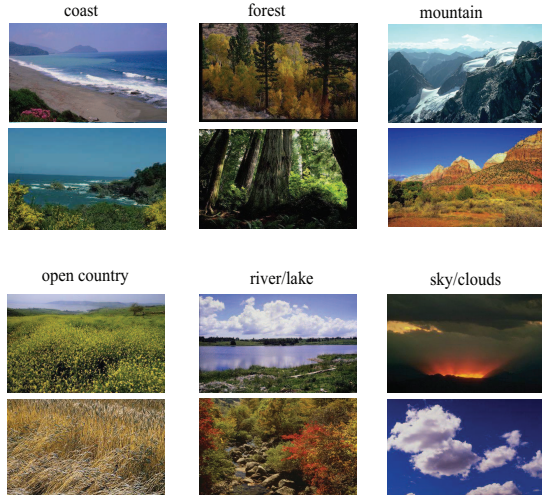 coast
forest
mountain
open country
river/lake
sky/clouds